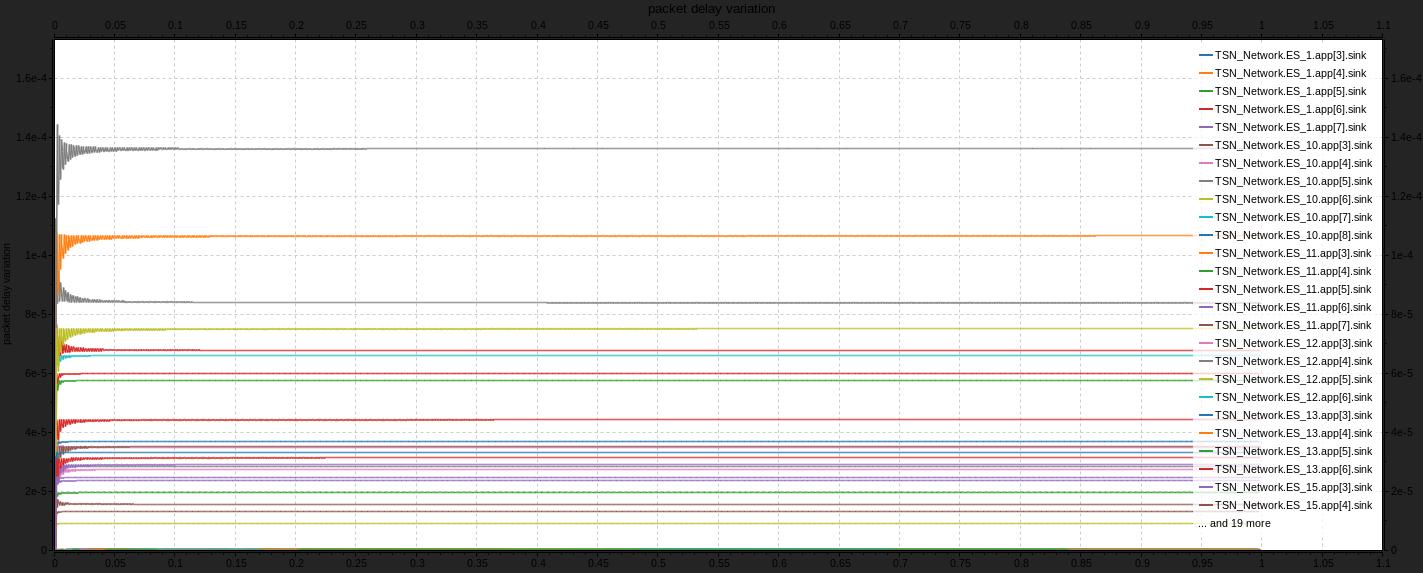 packet delay variation
0 0.05 0.1 0.15 0.2 0.25 0.3 0.35 0.4 0.45 0.5 0.55 0.6 0.65 0.7 0.75 0.8 0.85 0.9 0.95 1 1.05 1.1
TSN_Network.ES_1.app[3].sink
TSN_Network.ES_1.app[4].sink
1.6e-4 1.6e-4
TSN_Network.ES_1.app[5].sink
TSN_Network.ES_1.app[6].sink
TSN_Network.ES_1.app[7].sink
1.4e-4 1.4e-4
TSN_Network.ES_10.app[3].sink
TSN_Network.ES_10.app[4].sink
TSN_Network.ES_10.app[5].sink
1.2e-4 1.2e-4
TSN_Network.ES_10.app[6].sink
TSN_Network.ES_10.app[7].sink
TSN_Network.ES_10.app[8].sink
1e-4 1e-4
TSN_Network.ES_11.app[3].sink
TSN_Network.ES_11.app[4].sink
TSN_Network.ES_11.app[5].sink
packet delay variation
TSN_Network.ES_11.app[6].sink
8e-5 8e-5
TSN_Network.ES_11.app[7].sink
TSN_Network.ES_12.app[3].sink
TSN_Network.ES_12.app[4].sink
6e-5 6e-5
TSN_Network.ES_12.app[5].sink
TSN_Network.ES_12.app[6].sink
TSN_Network.ES_13.app[3].sink
4e-5 4e-5
TSN_Network.ES_13.app[4].sink
TSN_Network.ES_13.app[5].sink
TSN_Network.ES_13.app[6].sink
2e-5 2e-5
TSN_Network.ES_15.app[3].sink
TSN_Network.ES_15.app[4].sink
... and 19 more
0 0
0 0.05 0.1 0.15 0.2 0.25 0.3 0.35 0.4 0.45 0.5 0.55 0.6 0.65 0.7 0.75 0.8 0.85 0.9 0.95 1 1.05 1.1